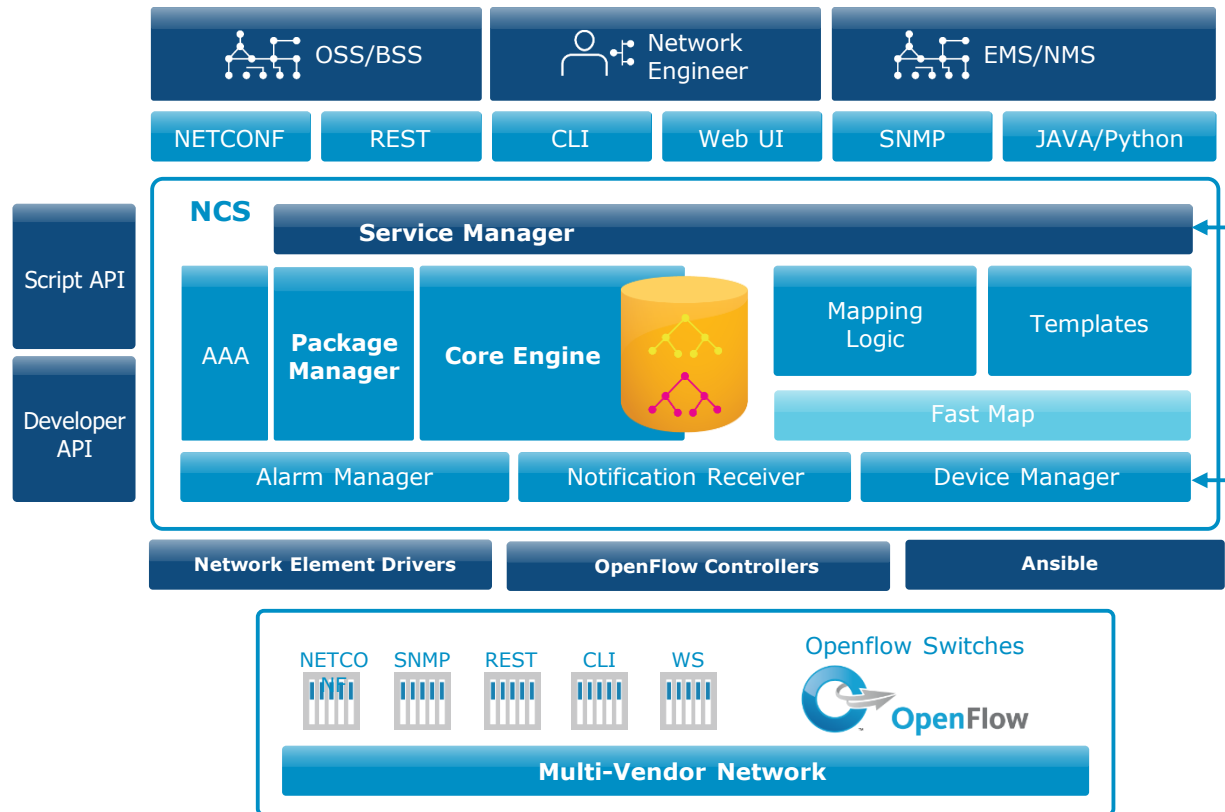 OSS/BSS
Network
Engineer
EMS/NMS
NETCONF
REST
CLI
Web UI
SNMP
JAVA/Python
NCS
Service Manager
Script API
Developer
API
AAA
Package
Manager
Core Engine
Mapping
Logic
Templates
Fast Map
Alarm Manager
Notification Receiver
Device Manager
Network Element Drivers
OpenFlow Controllers
Ansible
NETCO
NF
SNMP
REST
CLI
WS
Openflow Switches
OpenFlow
™
Multi-Vendor Network